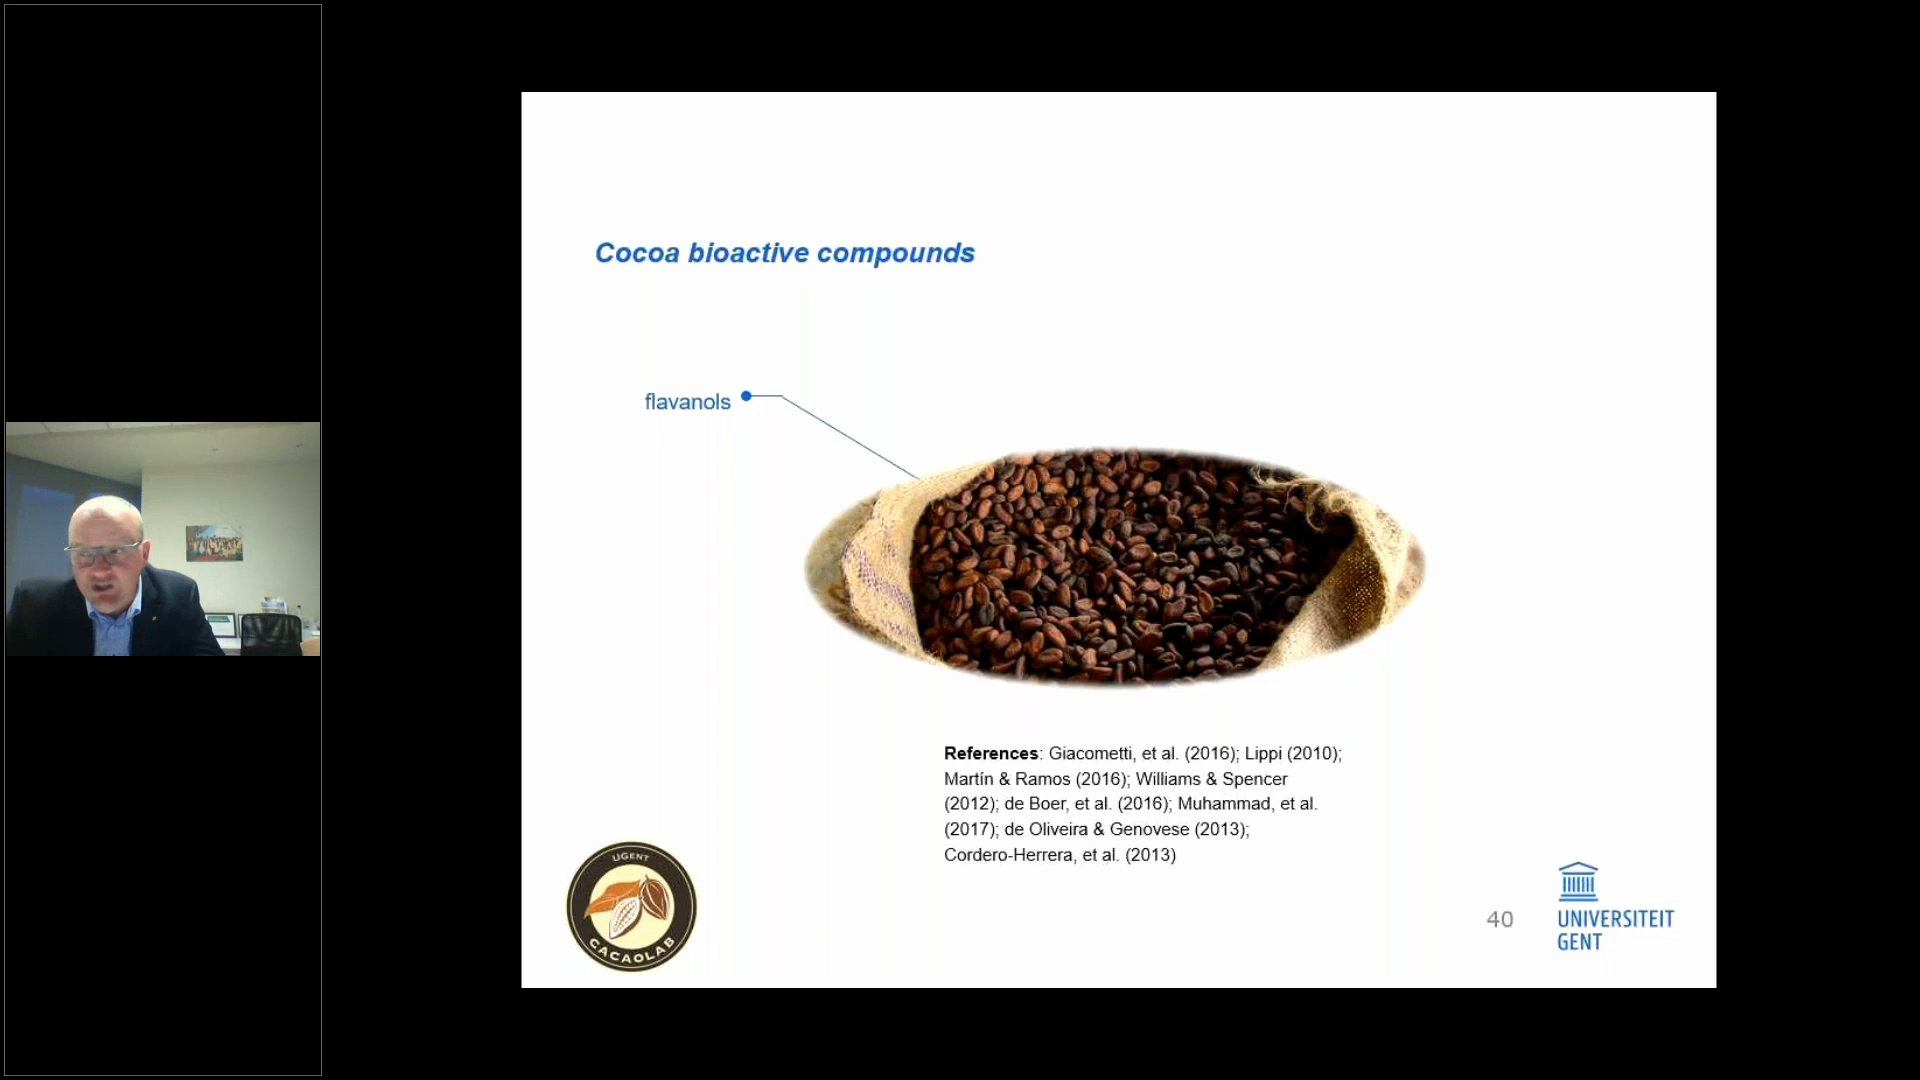 Cocoa bioactive compounds
flavanols
References: Giacometti, et al. (2016); Lippi (2010);
Martín & Ramos (2016); Williams & Spencer
(2012); de Boer, et al. (2016); Muhammad, et al.
(2017); de Oliveira & Genovese (2013);
Cordero-Herrera, et al. (2013)
UGENT
CACAOLAB
40
UNIVERSITEIT
GENT